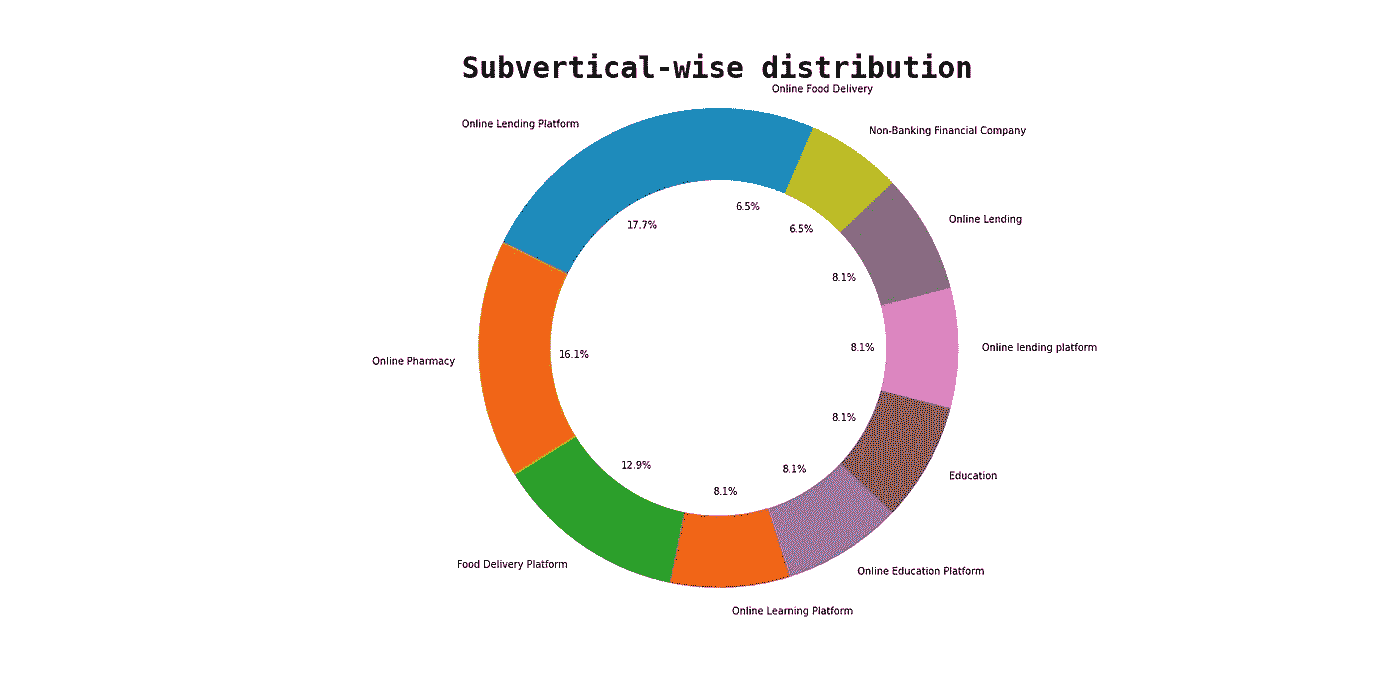 Subvertical-wise distribution
Online Food Delivery
Online Lending Platform
Non-Banking Financial Company
6.5%
17.7%
6.5%
Online Lending
8.1%
Online lending platform
8.1%
16.1%
Online Pharmacy
8.1%
12.9%
8.1%
Education
8.1%
Food Delivery Platform
Online Education Platform
Online Learning Platform